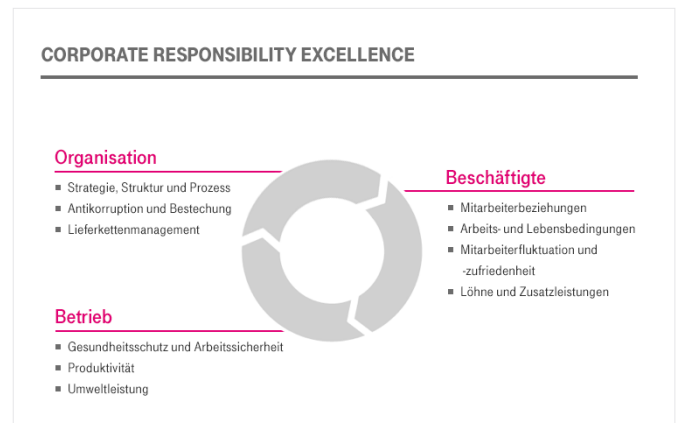 CORPORATE RESPONSIBILITY EXCELLENCE
Organisation
Strategie, Struktur und Prozess
Antikorruption und Bestechung
Lieferkettenmanagement
Beschäftigte
Mitarbeiterbeziehungen
Arbeits- und Lebensbedingungen
Mitarbeiterfluktuation und
-zufriedenheit
Löhne und Zusatzleistungen
Betrieb
Gesundheitsschutz und Arbeitssicherheit
Produktivität
Umweltleistung